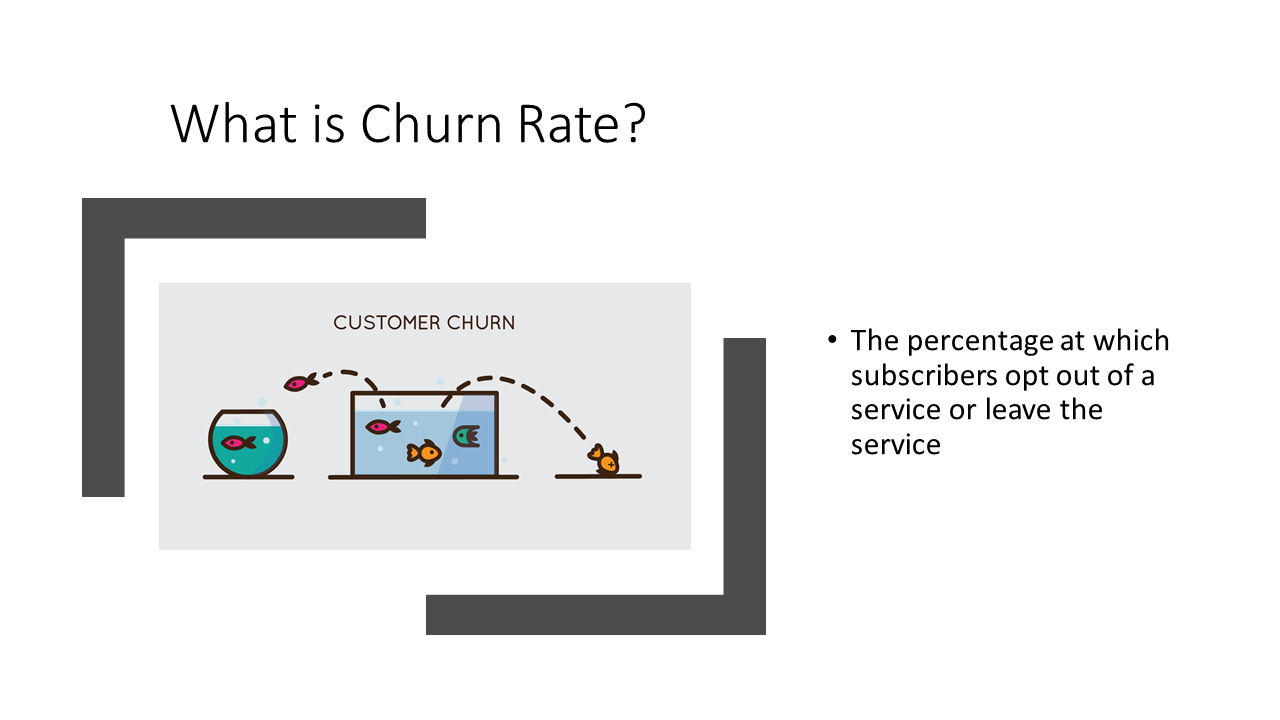 What is Churn Rate?
CUSTOMER CHURN
• The percentage at which
subscribers opt out of a
service or leave the
service